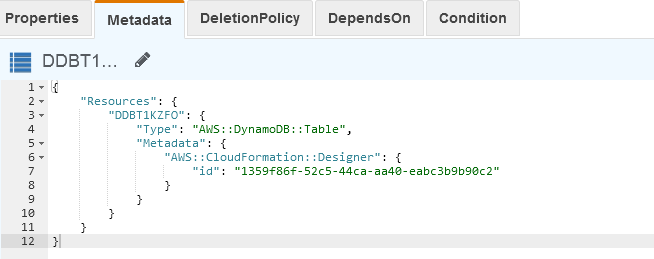 Properties Metadata DeletionPolicy DependsOn Condition
DDBT1...
1 {
2 "Resources": {
3 "DDBT1KZFO": {
4 "Type": "AWS::DynamoDB::Table",
5 "Metadata": {
6 "AWS::CloudFormation::Designer": {
7 "id": "1359f86f-52c5-44ca-aa40-eabc3b9b90c2"
8 }
9 }
10 }
11 }
12 }